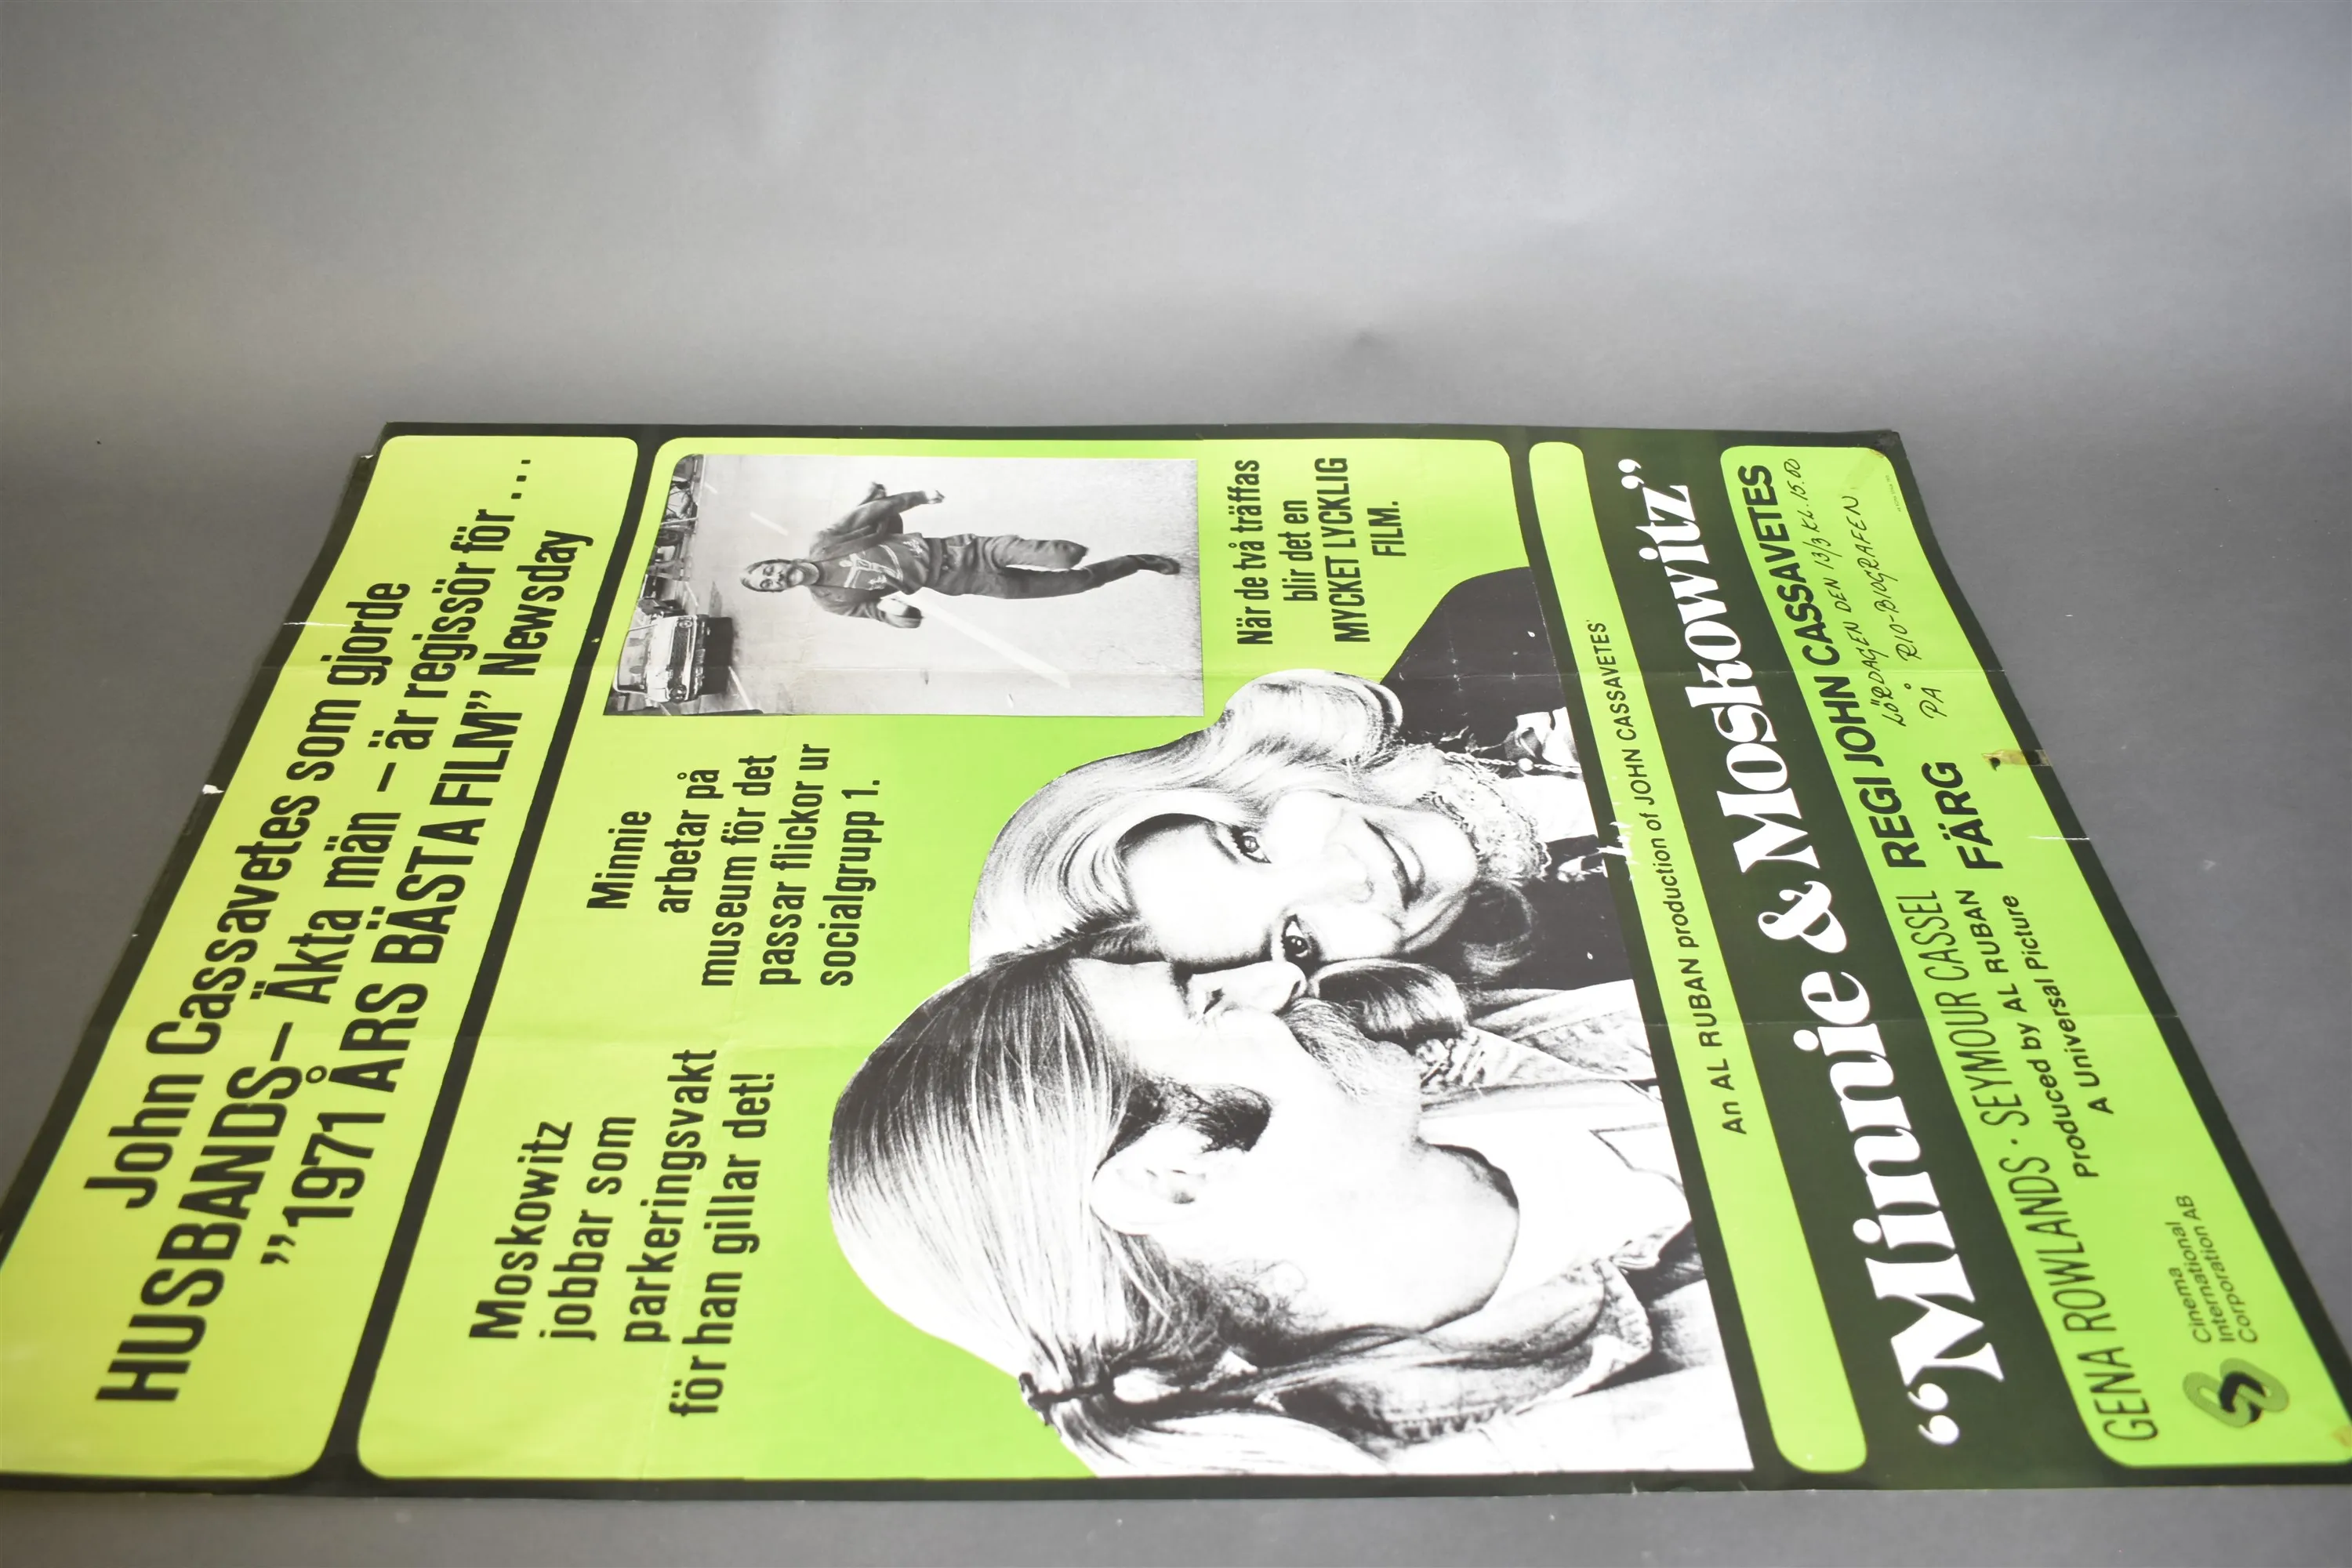 John Cassavetes som gjorde
HUSBANDS – Äkta män – är regissör för...
”1971 ÅRS BÄSTA FILM” Newsday
Moskowitz
jobbar som
parkeringsvakt
för han gillar det!
Minnie
arbetar på
museum för det
passar flickor ur
socialgrupp 1.
När de två träffas
blir det en
MYCKET LYCKLIG
FILM.
An AL RUBAN production of JOHN CASSAVETES'
“Minnie & Moskowitz”
GENA ROWLANDS · SEYMOUR CASSEL REGI JOHN CASSAVETES
Produced by AL RUBAN FÄRG
A Universal Picture
LÖRDAGEN DEN 13/3 KL. 15.00
PÅ RIO-BIOGRAFEN
Cinema
International
Corporation AB